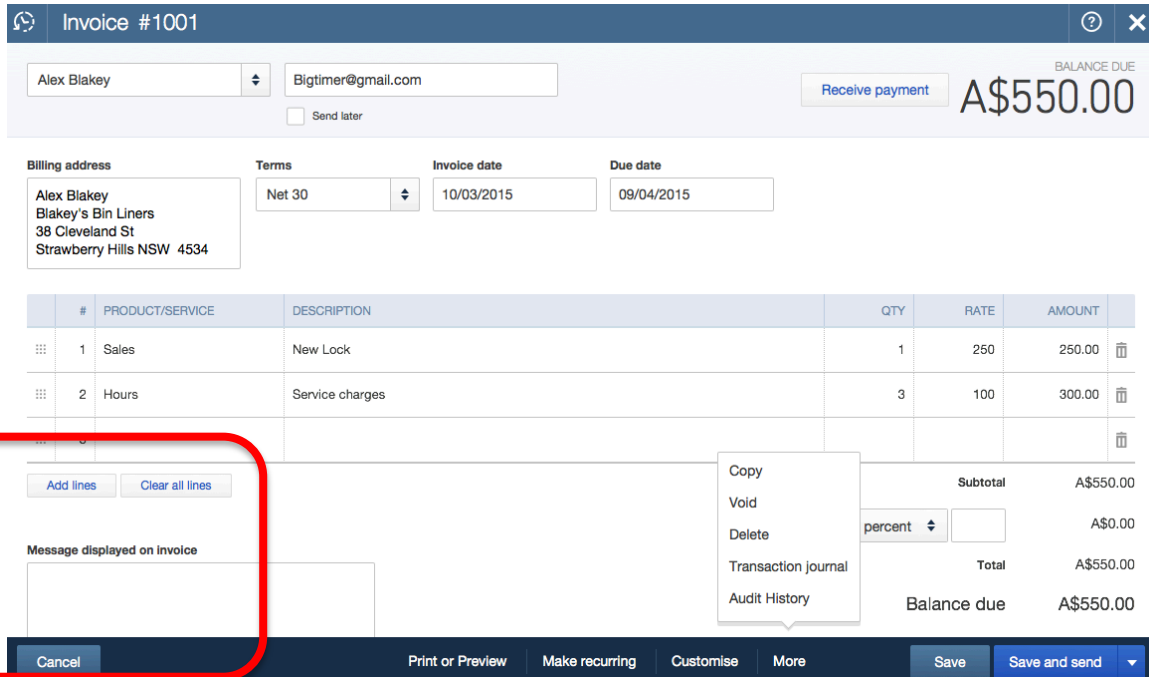 Invoice #1001
BALANCE DUE
Alex Blakey Bigtimer@gmail.com Receive payment A$550.00
Send later
Billing address Terms Invoice date Due date
Alex Blakey Net 30 10/03/2015 09/04/2015
Blakey's Bin Liners
38 Cleveland St
Strawberry Hills NSW 4534
# PRODUCT/SERVICE DESCRIPTION QTY RATE AMOUNT
1 Sales New Lock 1 250 250.00
2 Hours Service charges 3 100 300.00
Add lines Clear all lines Copy Subtotal A$550.00
Void
percent A$0.00
Delete
Message displayed on invoice
Transaction journal Total A$550.00
Audit History Balance due A$550.00
Cancel Print or Preview Make recurring Customise More Save Save and send